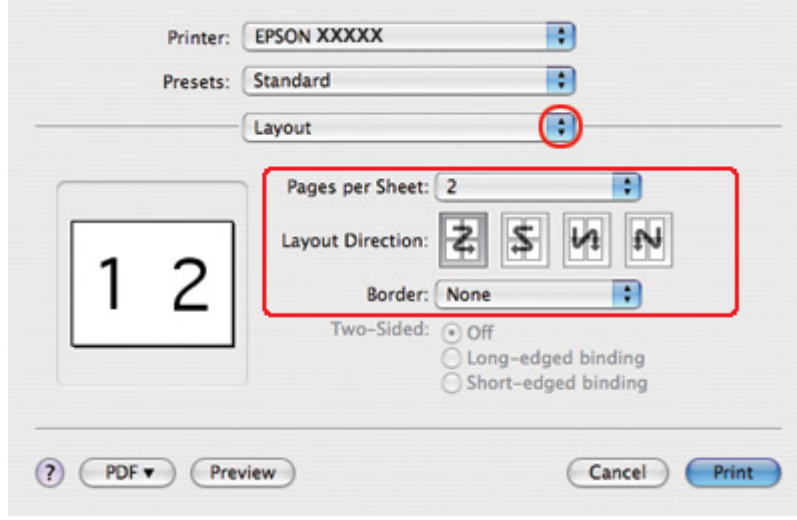 Printer: EPSON XXXXX
Presets: Standard
Layout
Pages per Sheet: 2
Layout Direction:
Border: None
Two-Sided: Off
Long-edged binding
Short-edged binding
1 2
? PDF▼ Preview Cancel Print